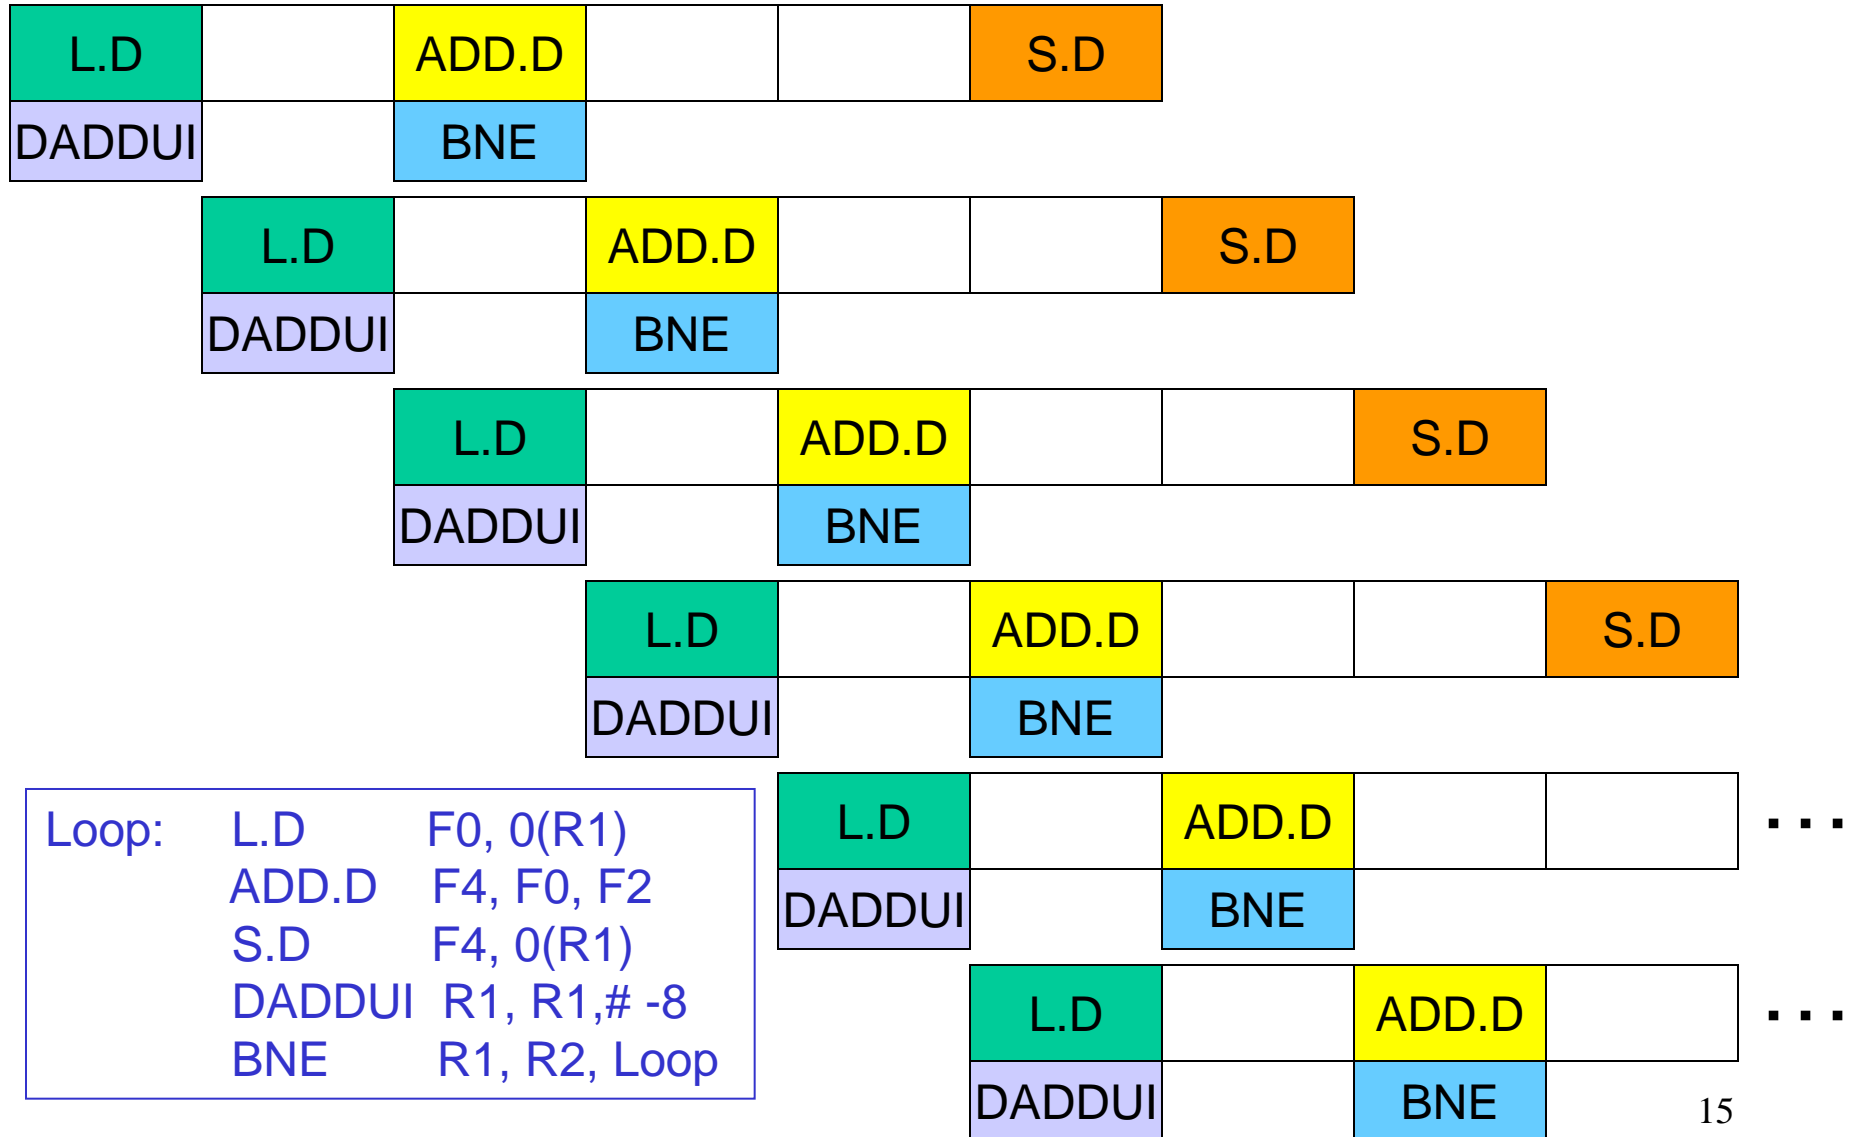 L.D ADD.D S.D
DADDUI BNE
L.D ADD.D S.D
DADDUI BNE
L.D ADD.D S.D
DADDUI BNE
L.D ADD.D S.D
DADDUI BNE
L.D ADD.D ...
DADDUI BNE
L.D ADD.D ...
DADDUI BNE
Loop: L.D F0, 0(R1)
ADD.D F4, F0, F2
S.D F4, 0(R1)
DADDUI R1, R1,# -8
BNE R1, R2, Loop
15